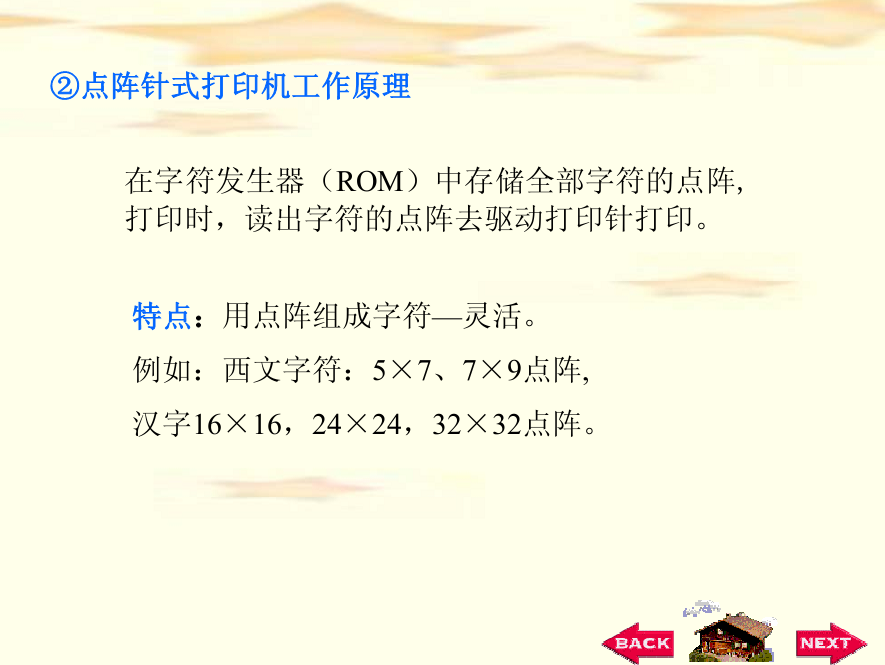 ②点阵针式打印机工作原理
在字符发生器（ROM）中存储全部字符的点阵,
打印时，读出字符的点阵去驱动打印针打印。
特点：用点阵组成字符—灵活。
例如：西文字符：5×7、7×9点阵,
汉字16×16，24×24，32×32点阵。
BACK
NEXT